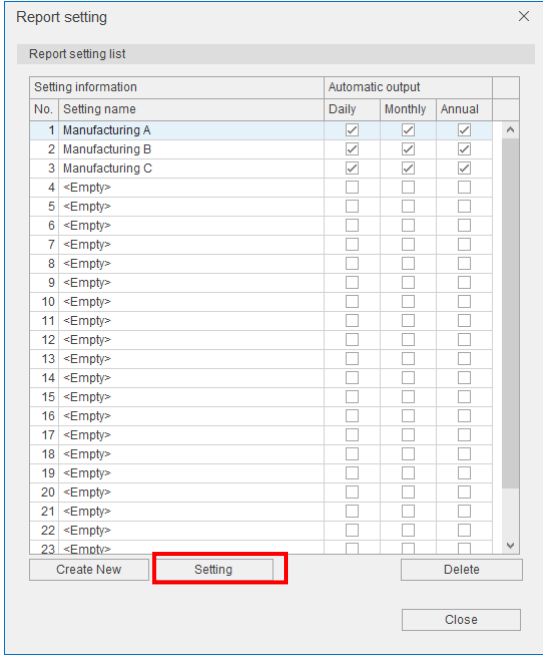 Report setting
Report setting list
Setting information Automatic output
No. Setting name Daily Monthly Annual
1 Manufacturing A
2 Manufacturing B
3 Manufacturing C
4 <Empty>
5 <Empty>
6 <Empty>
7 <Empty>
8 <Empty>
9 <Empty>
10 <Empty>
11 <Empty>
12 <Empty>
13 <Empty>
14 <Empty>
15 <Empty>
16 <Empty>
17 <Empty>
18 <Empty>
19 <Empty>
20 <Empty>
21 <Empty>
22 <Empty>
23 <Empty>
Create New Setting Delete
Close